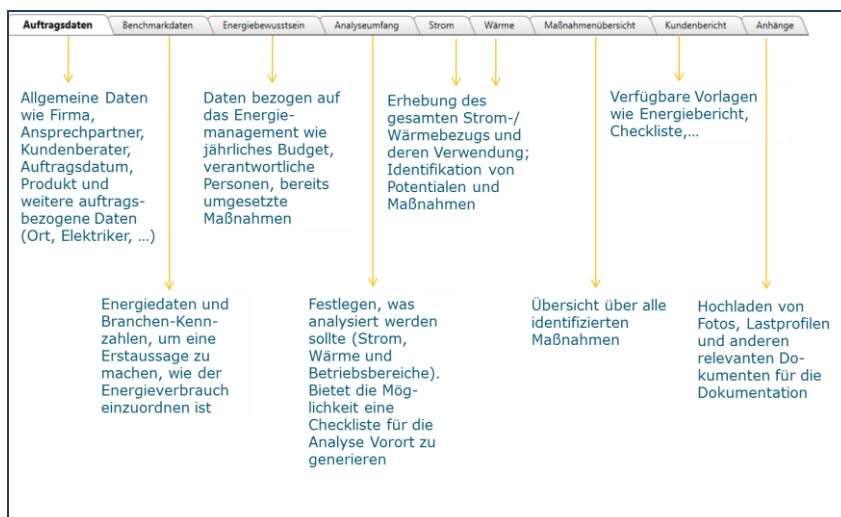 Auftragsdaten
Benchmarkdaten
Energiebewusstsein
Analyseumfang
Strom
Wärme
Maßnahmenübersicht
Kundenbericht
Anhänge
Allgemeine Daten
wie Firma,
Ansprechpartner,
Kundenberater,
Auftragsdatum,
Produkt und
weitere auftrags-
bezogene Daten
(Ort, Elektriker, ...)
Daten bezogen auf
das Energie-
management wie
jährliches Budget,
verantwortliche
Personen, bereits
umgesetzte
Maßnahmen
Erhebung des
gesamten Strom-/
Wärmebezugs und
deren Verwendung;
Identifikation von
Potentialen und
Maßnahmen
Verfügbare Vorlagen
wie Energiebericht,
Checkliste,...
Energiedaten und
Branchen-Kenn-
zahlen, um eine
Erstaussage zu
machen, wie der
Energieverbrauch
einzuordnen ist
Festlegen, was
analysiert werden
sollte (Strom,
Wärme und
Betriebsbereiche).
Bietet die Mög-
lichkeit eine
Checkliste für die
Analyse Vorort zu
generieren
Übersicht über alle
identifizierten
Maßnahmen
Hochladen von
Fotos, Lastprofilen
und anderen
relevanten Do-
kumenten für die
Dokumentation